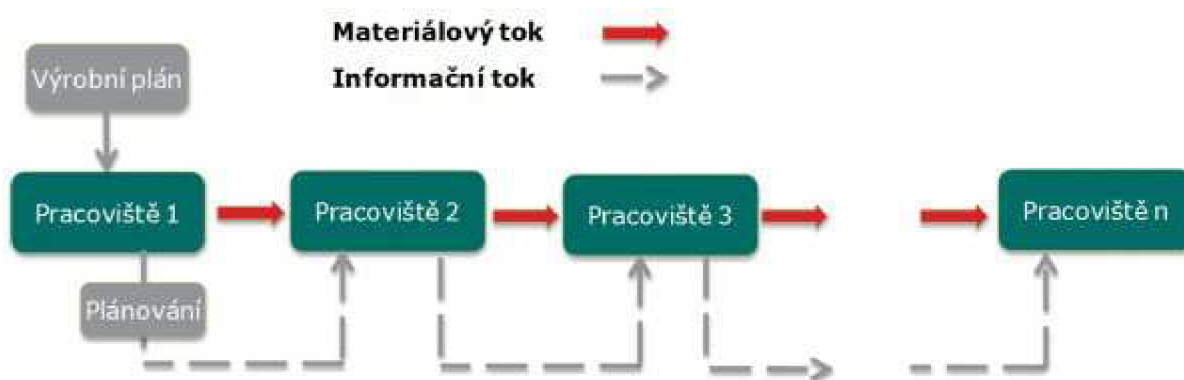 Materiálový tok
Informační tok
Výrobní plán
Pracoviště 1
Pracoviště 2
Pracoviště 3
Pracoviště n
Plánování